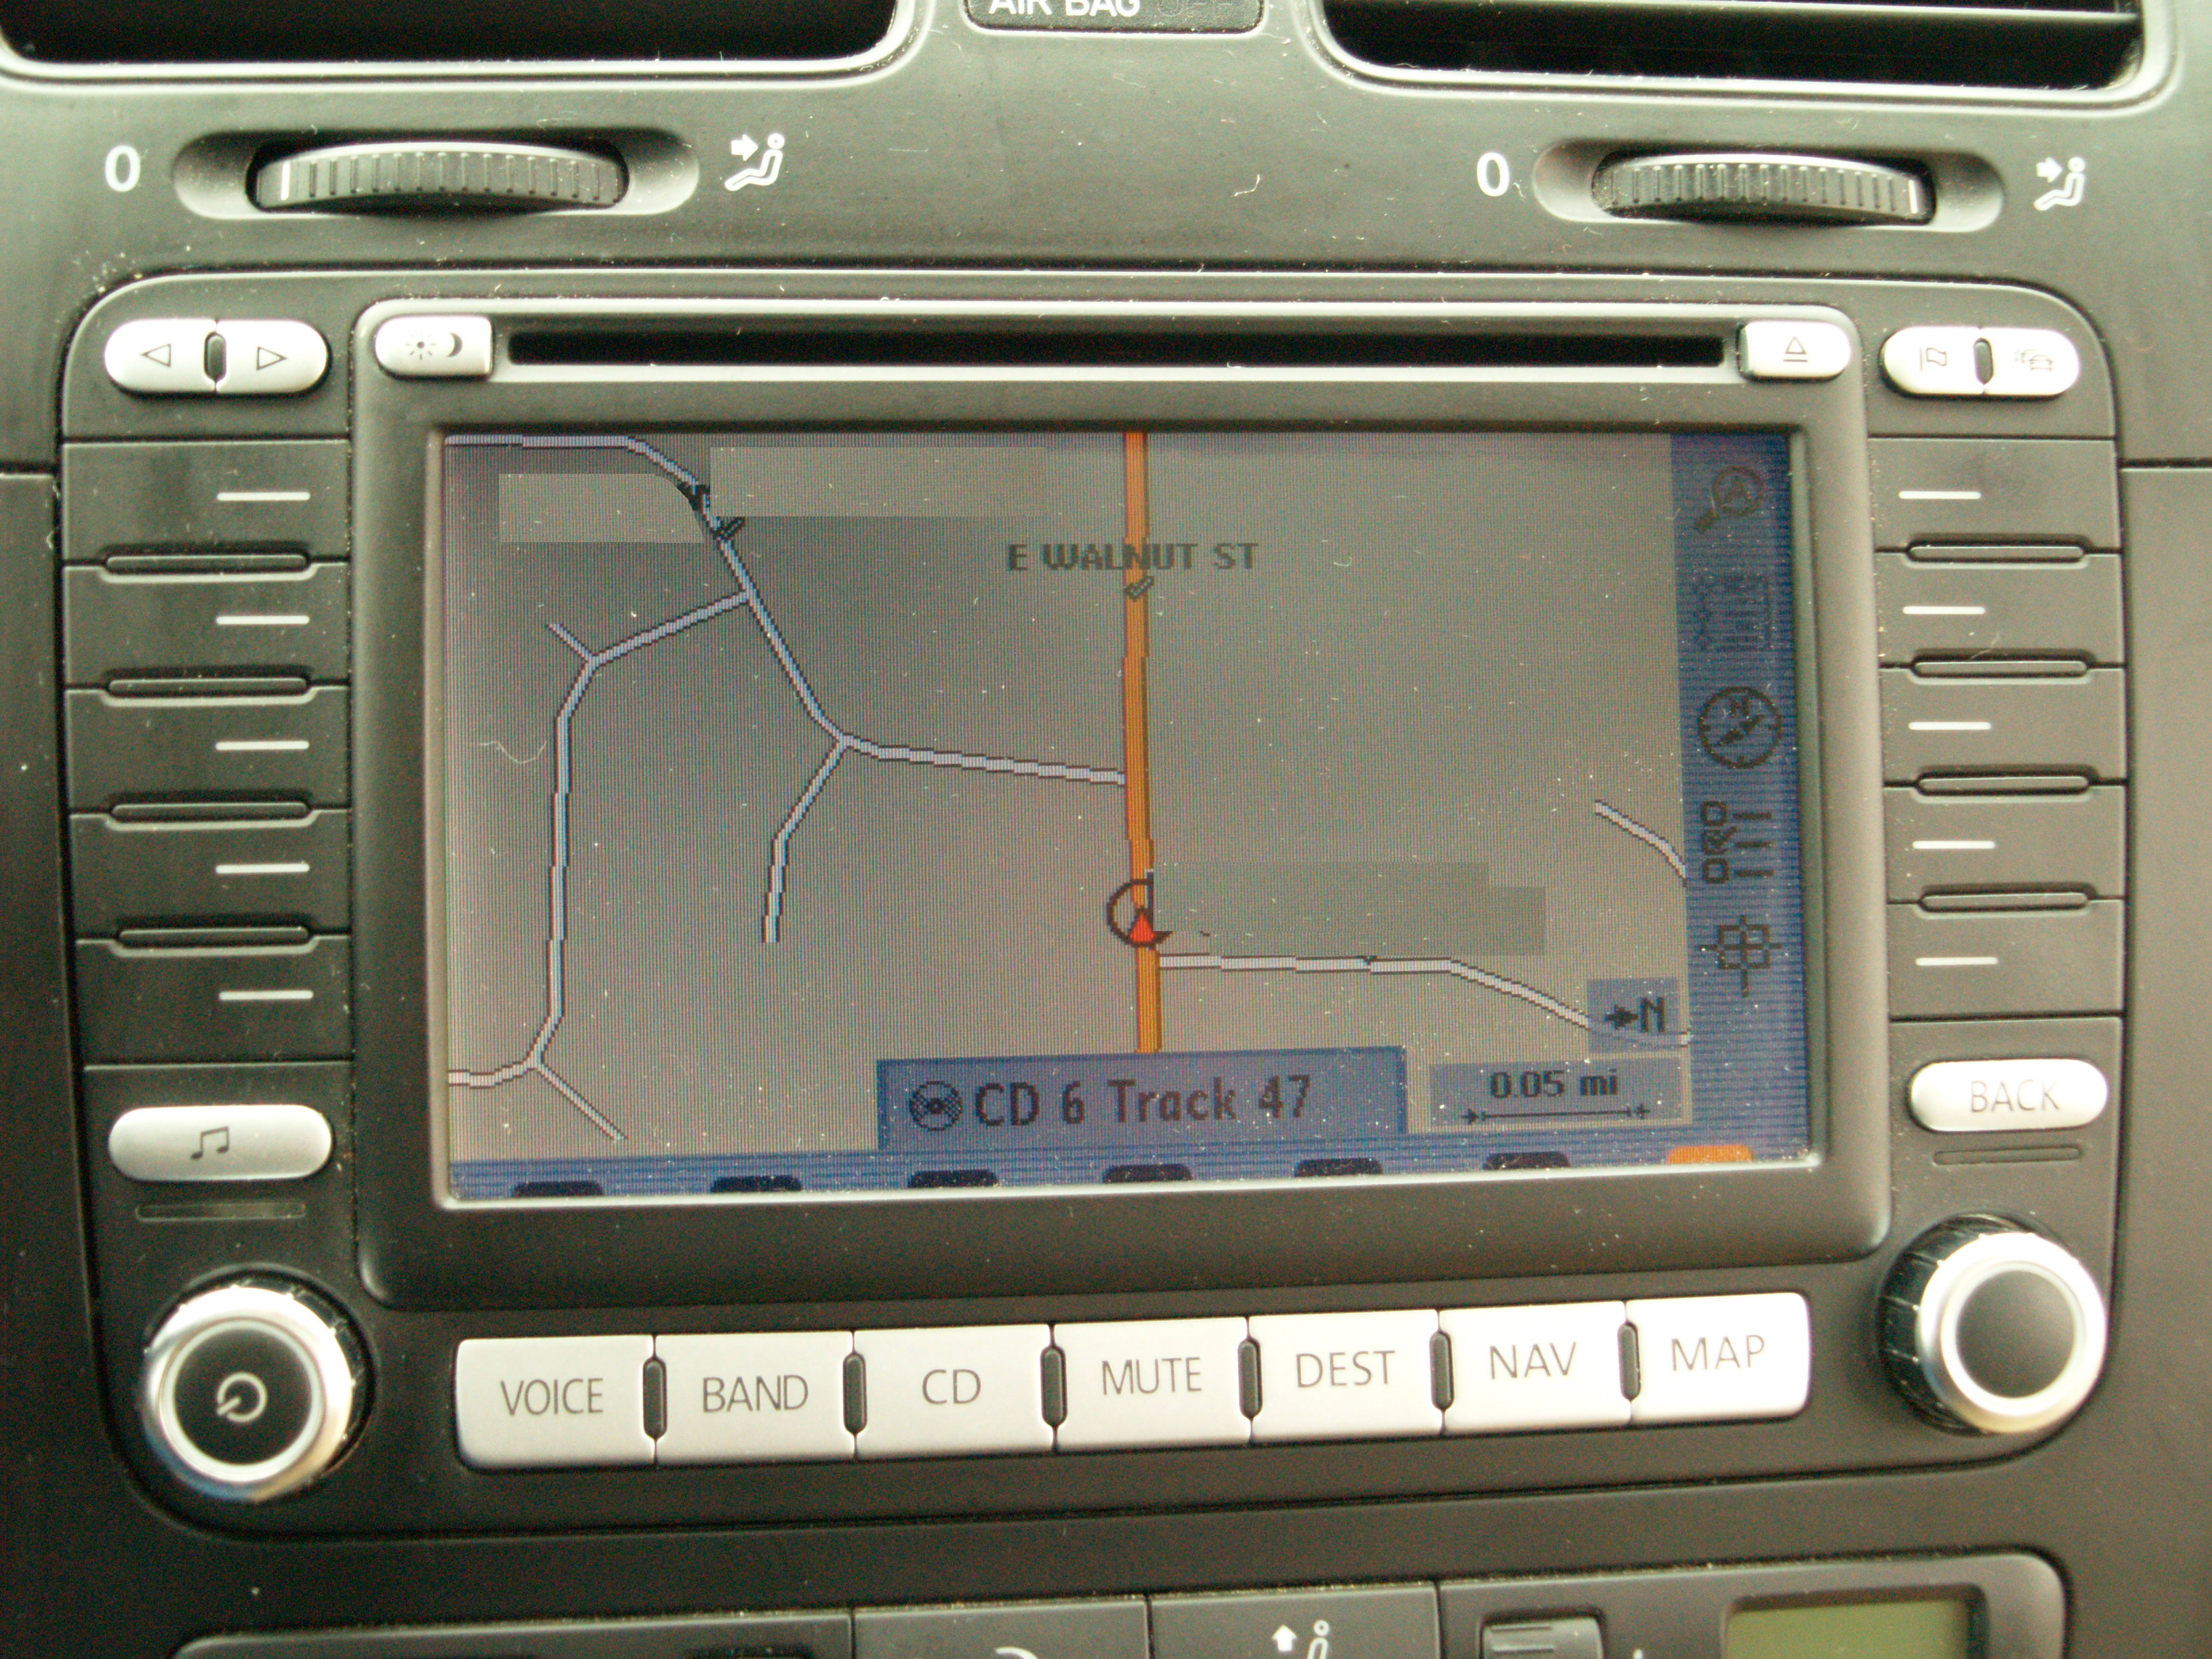 AIR BAG OFF
0
0
E WALNUT ST
N
N
0.05 mi
CD 6 Track 47
BACK
VOICE
BAND
CD
MUTE
DEST
NAV
MAP